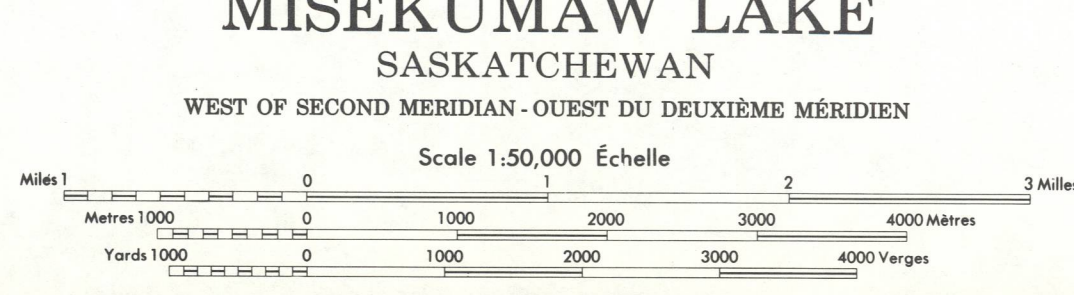 MISEKUMAW LAKE
SASKATCHEWAN
WEST OF SECOND MERIDIAN - OUEST DU DEUXIÈME MÉRIDIEN
Scale 1:50,000 Échelle
Miles 1 0 1 2 3 Milles
Metres 1000 0 1000 2000 3000 4000 Mètres
Yards 1000 0 1000 2000 3000 4000 Verges